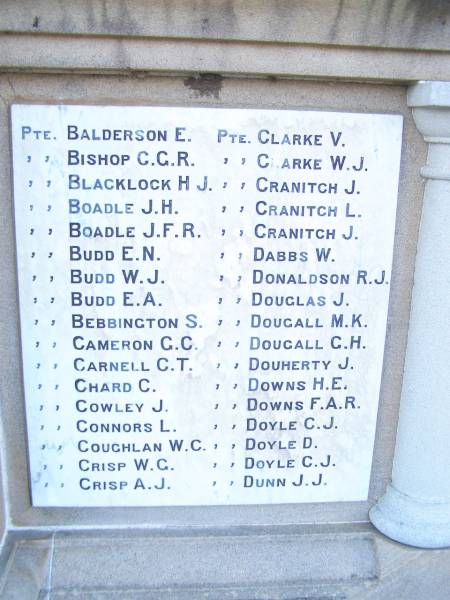 PTE. BALDERSON E.
,, BISHOP C.G.R.
,, BLACKLOCK H J.
,, BOADLE J.H.
,, BOADLE J.F.R.
,, BUDD E.N.
,, BUDD W.J.
,, BUDD E.A.
,, BEBBINGTON S.
,, CAMERON G.C.
,, CARNELL C.T.
,, CHARD C.
,, COWLEY J.
,, CONNORS L.
,, COUGHLAN W.G.
,, CRISP W.G.
,, CRISP A.J.
PTE. CLARKE V.
,, CLARKE W.J.
,, CRANITCH J.
,, CRANITCH L.
,, CRANITCH J.
,, DABBS W.
,, DONALDSON R.J.
,, DOUGLAS J.
,, DOUGALL M.K.
,, DOUGALL G.H.
,, DOUHERTY J.
,, DOWNS H.E.
,, DOWNS F.A.R.
,, DOYLE C.J.
,, DOYLE D.
,, DOYLE C.J.
,, DUNN J.J.